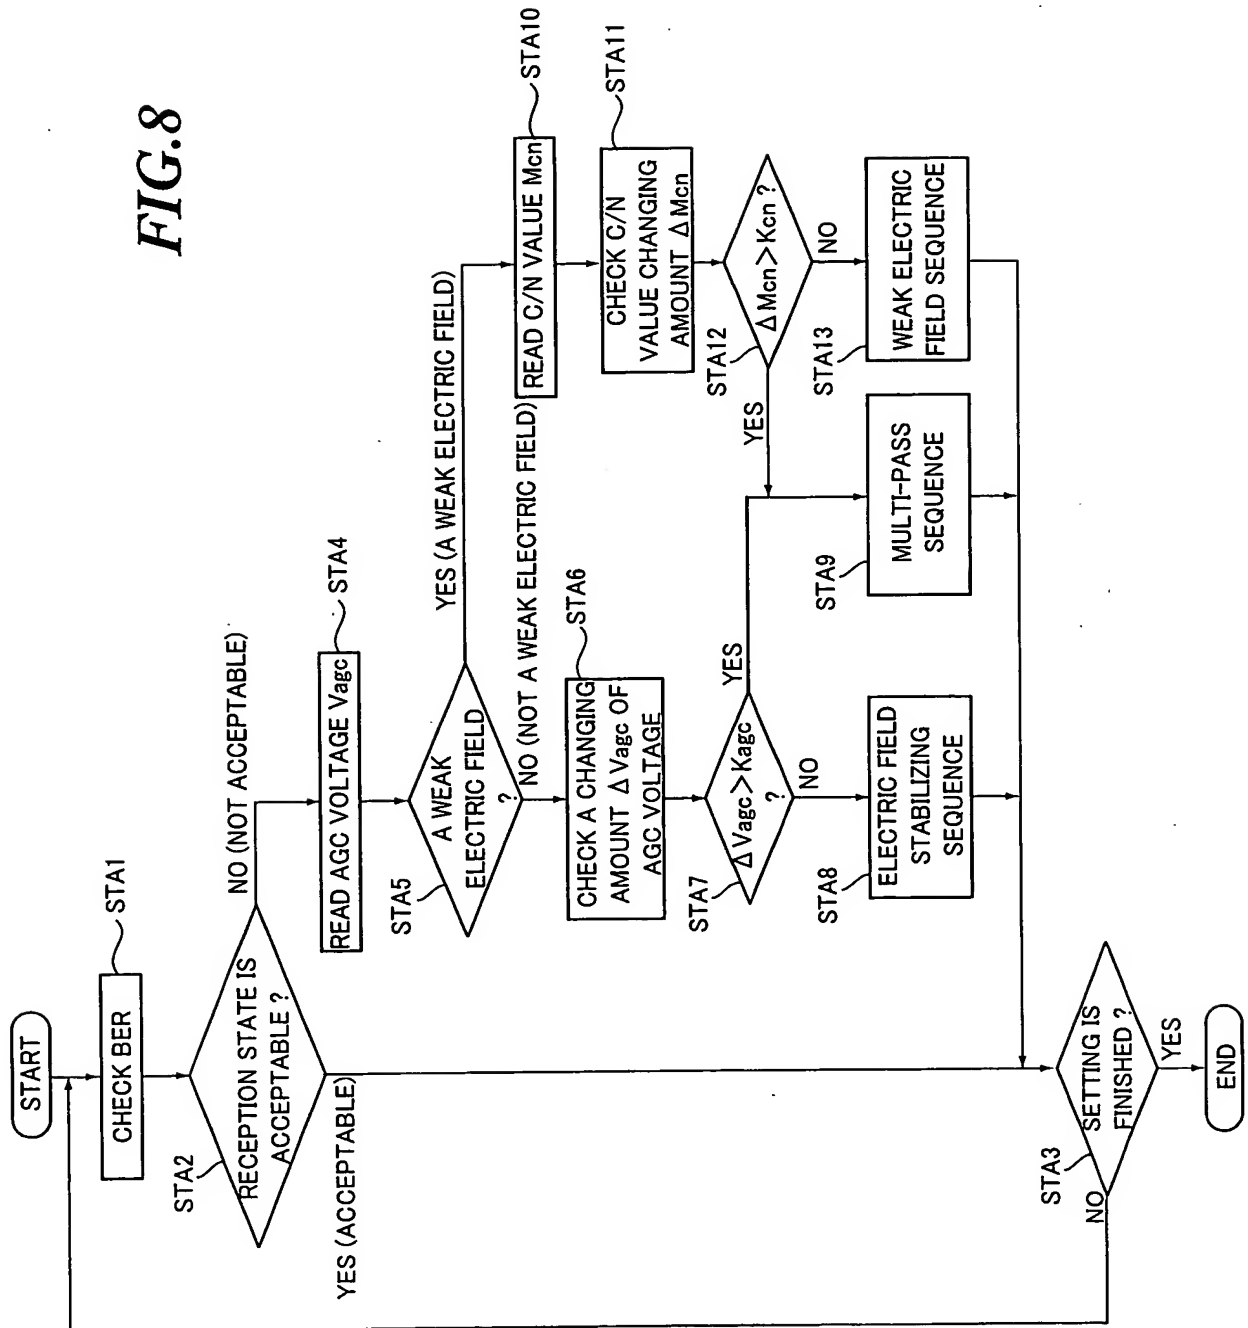 FIG.8
START
CHECK BER
STA1
RECEPTION STATE IS
ACCEPTABLE ?
STA2
NO (NOT ACCEPTABLE)
YES (ACCEPTABLE)
READ AGC VOLTAGE Vagc
STA4
A WEAK
ELECTRIC FIELD
?
STA5
YES (A WEAK ELECTRIC FIELD)
NO (NOT A WEAK ELECTRIC FIELD)
CHECK A CHANGING
AMOUNT Δ Vagc OF
AGC VOLTAGE
STA6
Δ Vagc > Kagc
?
STA7
YES
NO
ELECTRIC FIELD
STABILIZING
SEQUENCE
STA8
MULTI-PASS
SEQUENCE
STA9
READ C/N VALUE Mcn
STA10
CHECK C/N
VALUE CHANGING
AMOUNT Δ Mcn
STA11
Δ Mcn > Kcn ?
STA12
YES
NO
WEAK ELECTRIC
FIELD SEQUENCE
STA13
SETTING IS
FINISHED ?
STA3
NO
YES
END